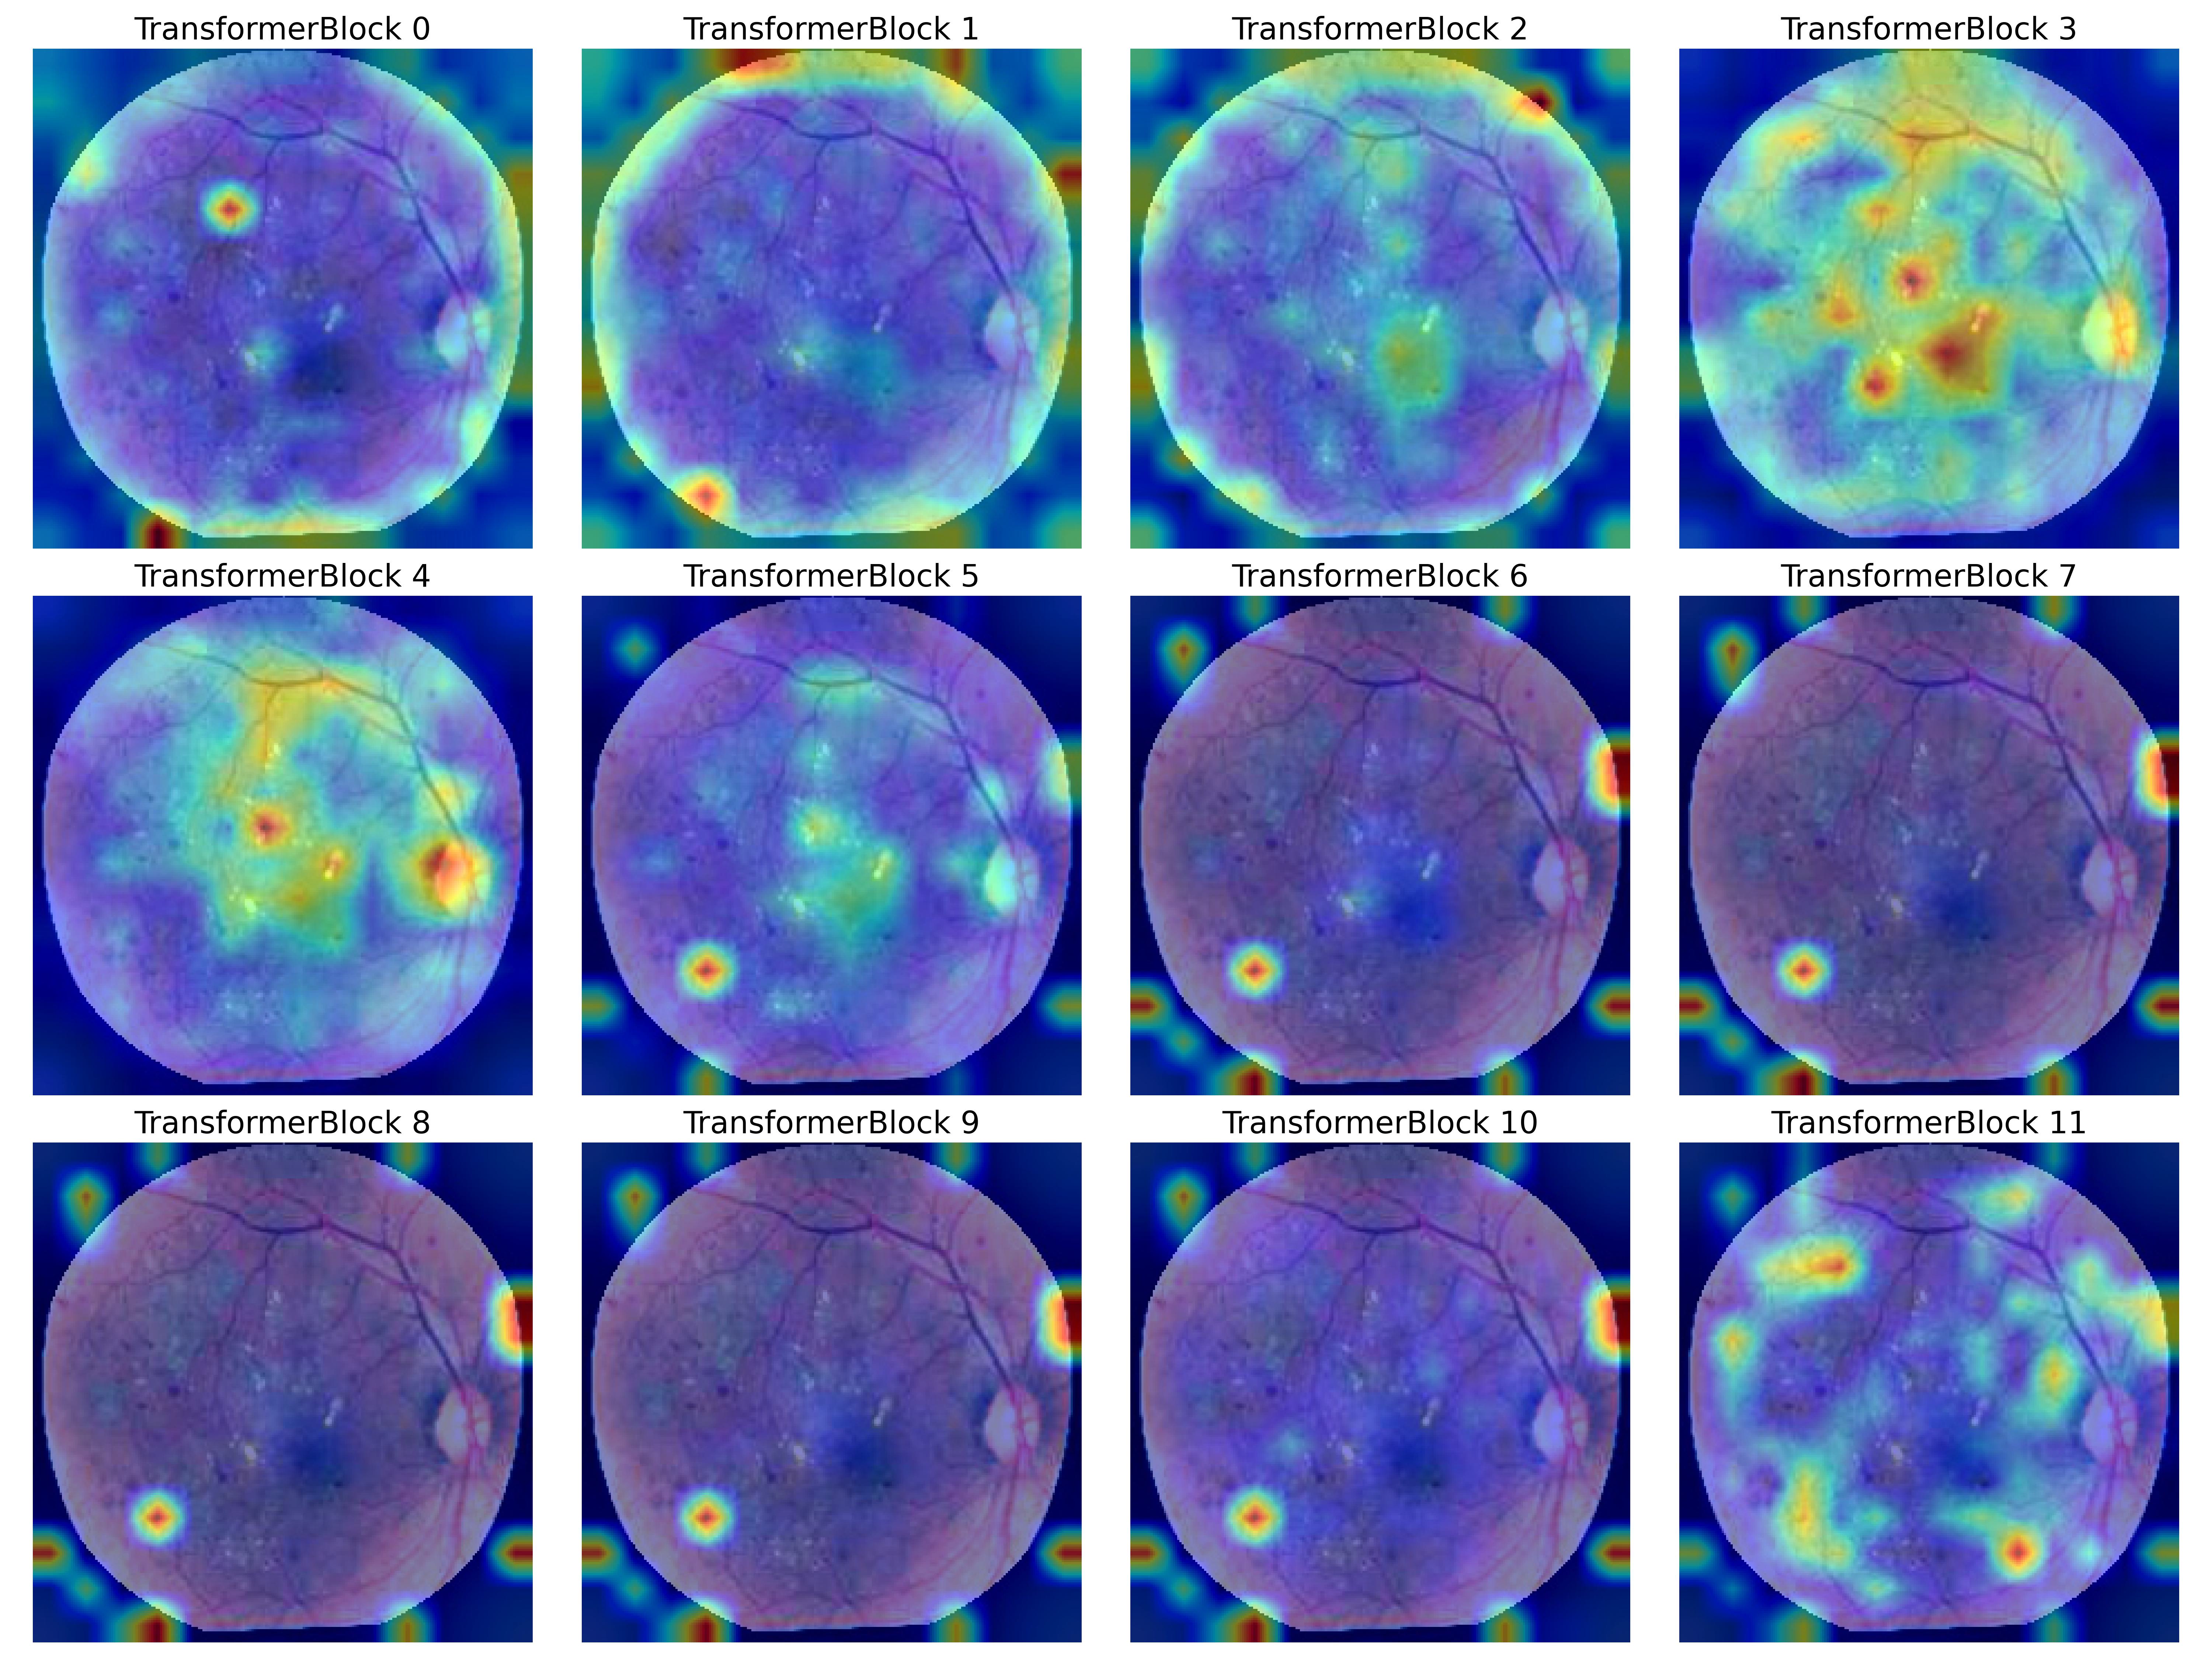 TransformerBlock 0
TransformerBlock 1
TransformerBlock 2
TransformerBlock 3
TransformerBlock 4
TransformerBlock 5
TransformerBlock 6
TransformerBlock 7
TransformerBlock 8
TransformerBlock 9
TransformerBlock 10
TransformerBlock 11